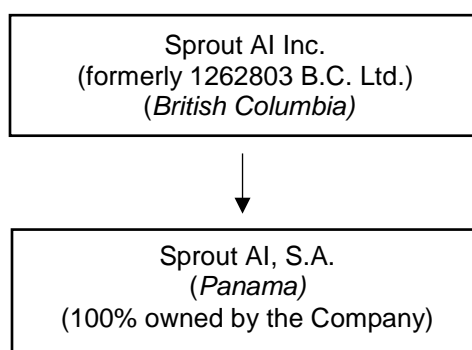 Sprout AI Inc.
(formerly 1262803 B.C. Ltd.)
(British Columbia)
Sprout AI, S.A.
(Panama)
(100% owned by the Company)